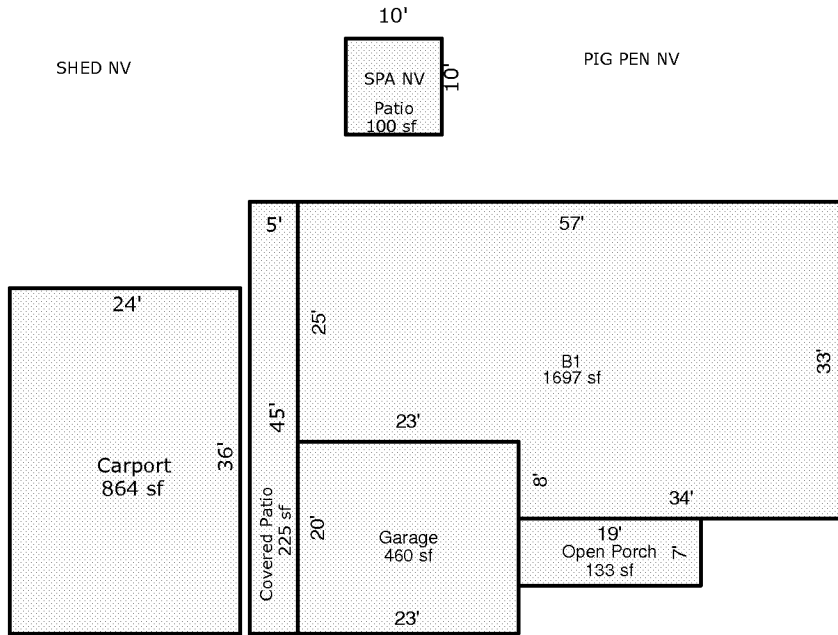 10'
SHED NV
PIG PEN NV
SPA NV
10'
Patio
100 sf
5'
57'
24'
25'
B1
1697 sf
33'
45'
23'
36'
Carport
864 sf
8'
34'
Covered Patio
225 sf
20'
Garage
460 sf
19'
Open Porch
7'
133 sf
23'